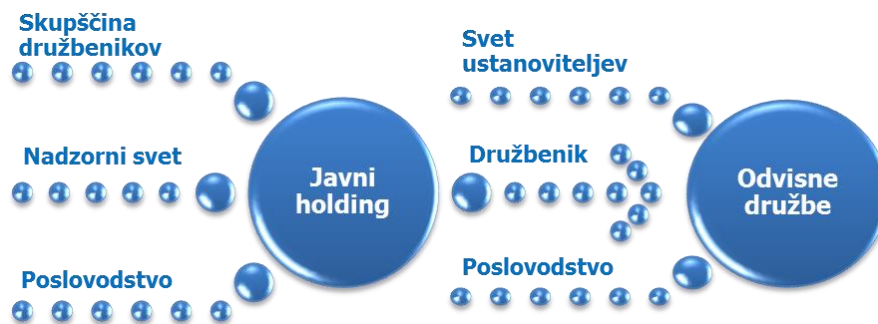 Skupščina
družbenikov
Nadzorni svet
Poslovodstvo
Javni
holding
Svet
ustanoviteljev
Družbenik
Poslovodstvo
Odvisne
družbe